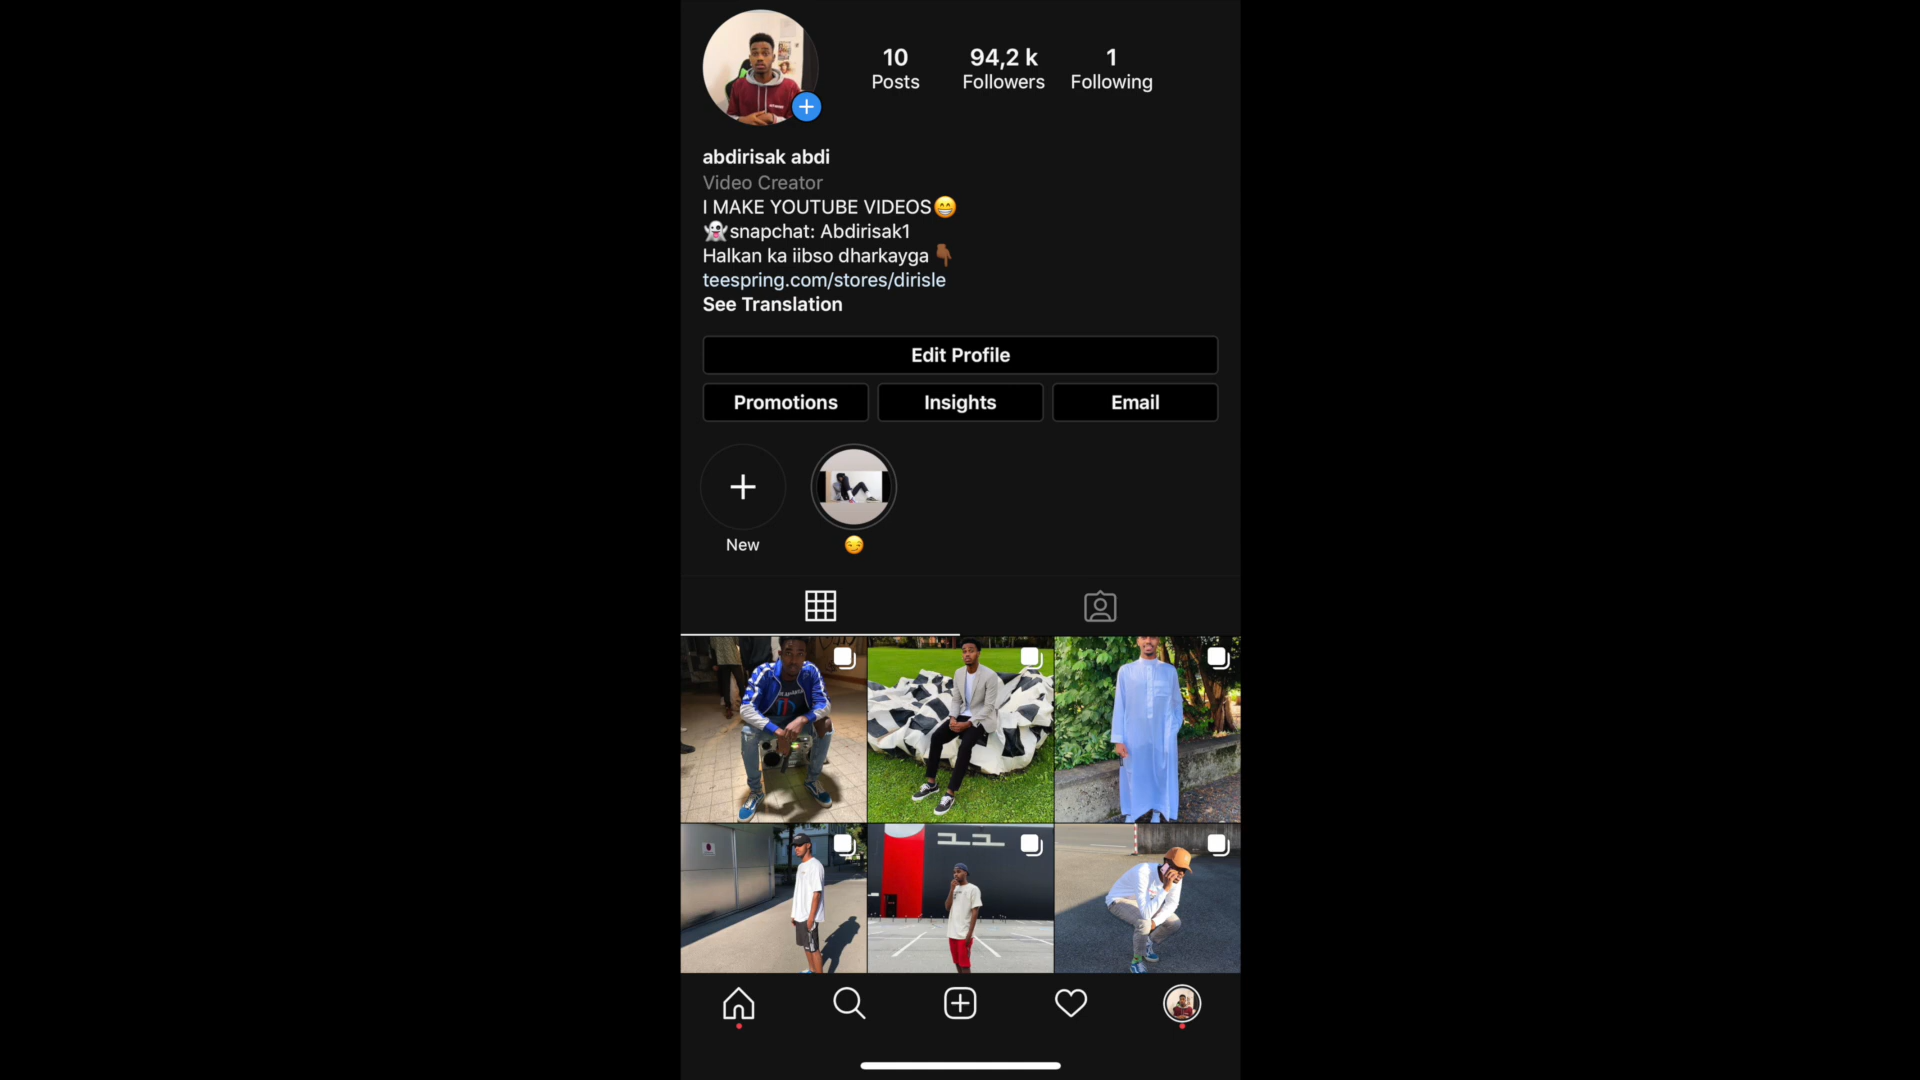 10 94,2 k 1
Posts Followers Following
abdirisak abdi
Video Creator
I MAKE YOUTUBE VIDEOS😁
👻snapchat: Abdirisak1
Halkan ka iibso dharkayga👇🏾
teespring.com/stores/dirisle
See Translation
Edit Profile
Promotions Insights Email
New 😏
11